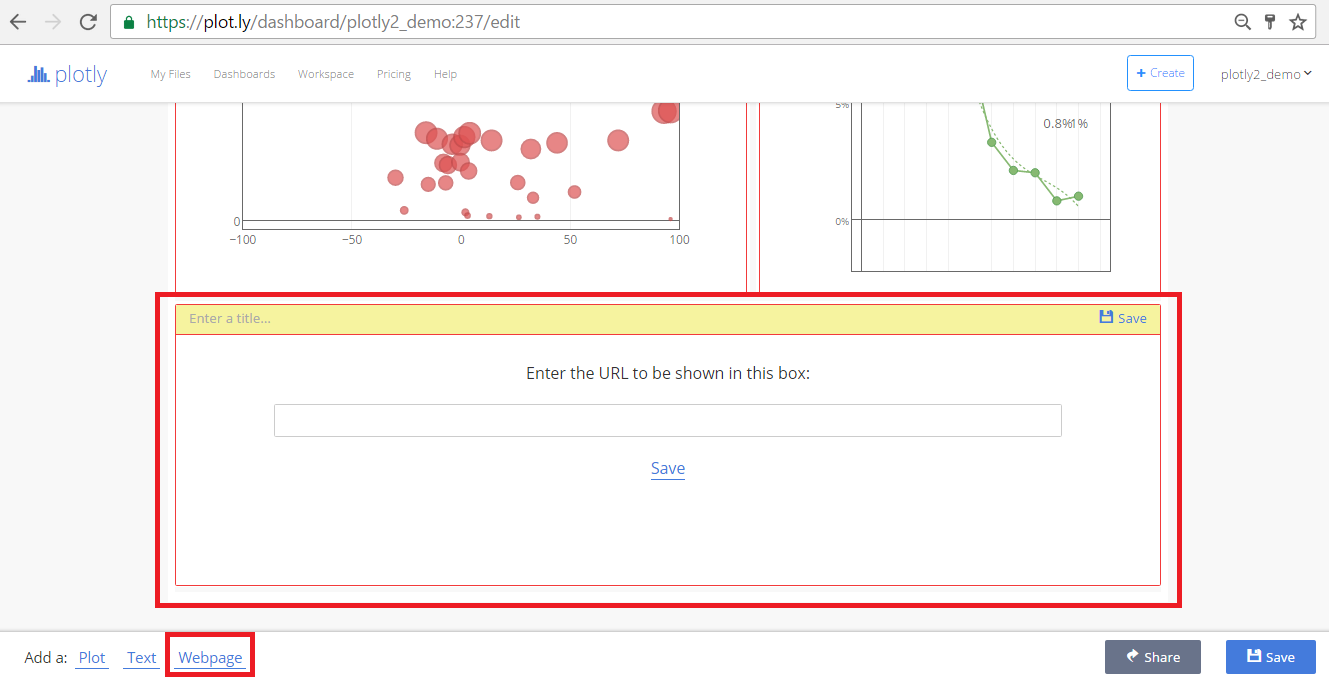 https://plot.ly/dashboard/plotly2_demo:237/edit
plotly My Files Dashboards Workspace Pricing Help + Create plotly2_demo
0
−100 −50 0 50 100
5%
0.8%
1%
0%
Enter a title... Save
Enter the URL to be shown in this box:
Save
Add a: Plot Text Webpage Share Save